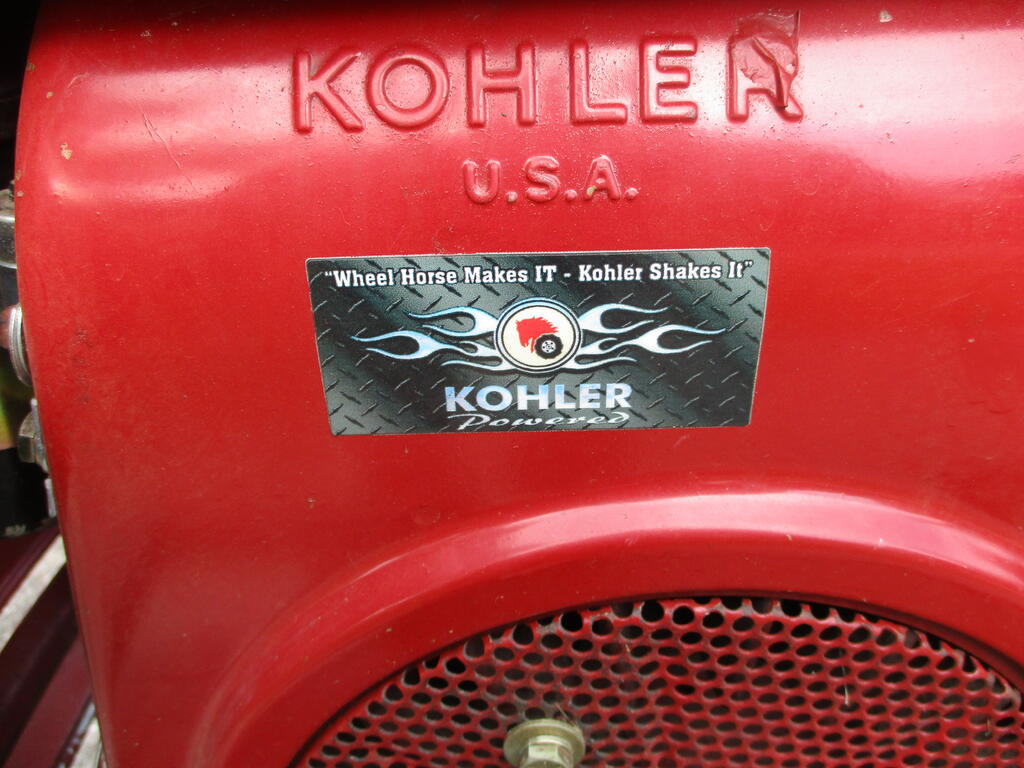 KOHLER
U.S.A.
"Wheel Horse Makes IT - Kohler Shakes It"
KOHLER
Powered